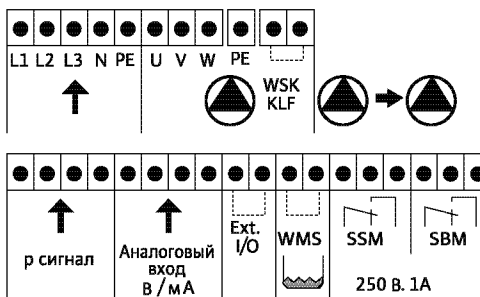 L1 L2 L3 N PE U V W PE
WSK
KLF
p сигнал
Аналоговый
вход
В / мА
Ext.
I/O
WMS
SSM
SBM
250 В. 1А